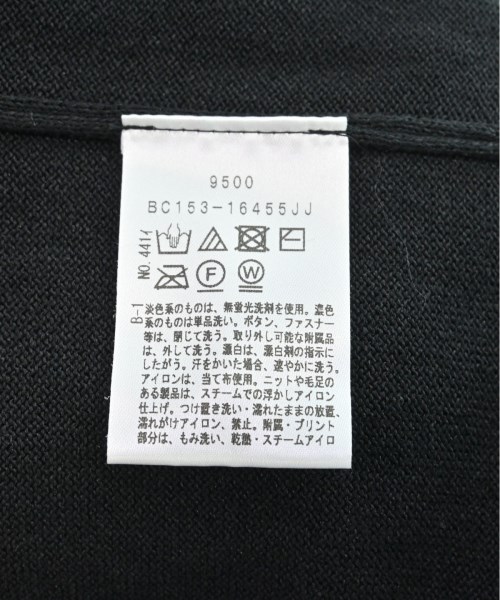 9500
BC153-16455JJ
NO.441イ
F W
B-1
淡色系のものは、無蛍光洗剤を使用。濃色
系のものは単品洗い。ボタン、ファスナー
等は、閉じて洗う。取り外し可能な附属品
は、外して洗う。漂白は、漂白剤の指示に
したがう。汗をかいた場合、速やかに洗う。
アイロンは、当て布使用。ニットや毛足の
ある製品は、スチームでの浮かしアイロン
仕上げ。つけ置き洗い・濡れたままの放置、
濡れがけアイロン、禁止。附属・プリント
部分は、もみ洗い、乾熱・スチームアイロ